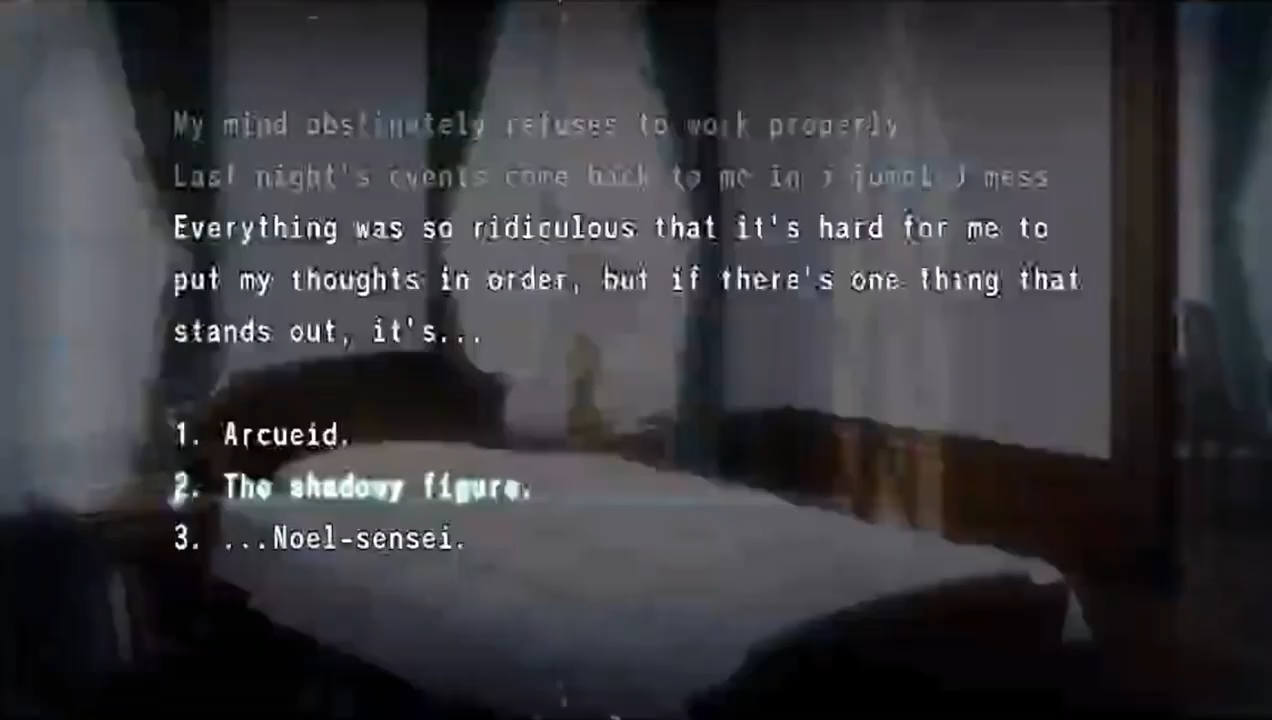 My mind obstinately refuses to work properly
Last night's events come back to me in a jumbled mess
Everything was so ridiculous that it's hard for me to
put my thoughts in order, but if there's one thing that
stands out, it's...
1. Arcueid.
2. The shadowy figure.
3. ...Noel-sensei.